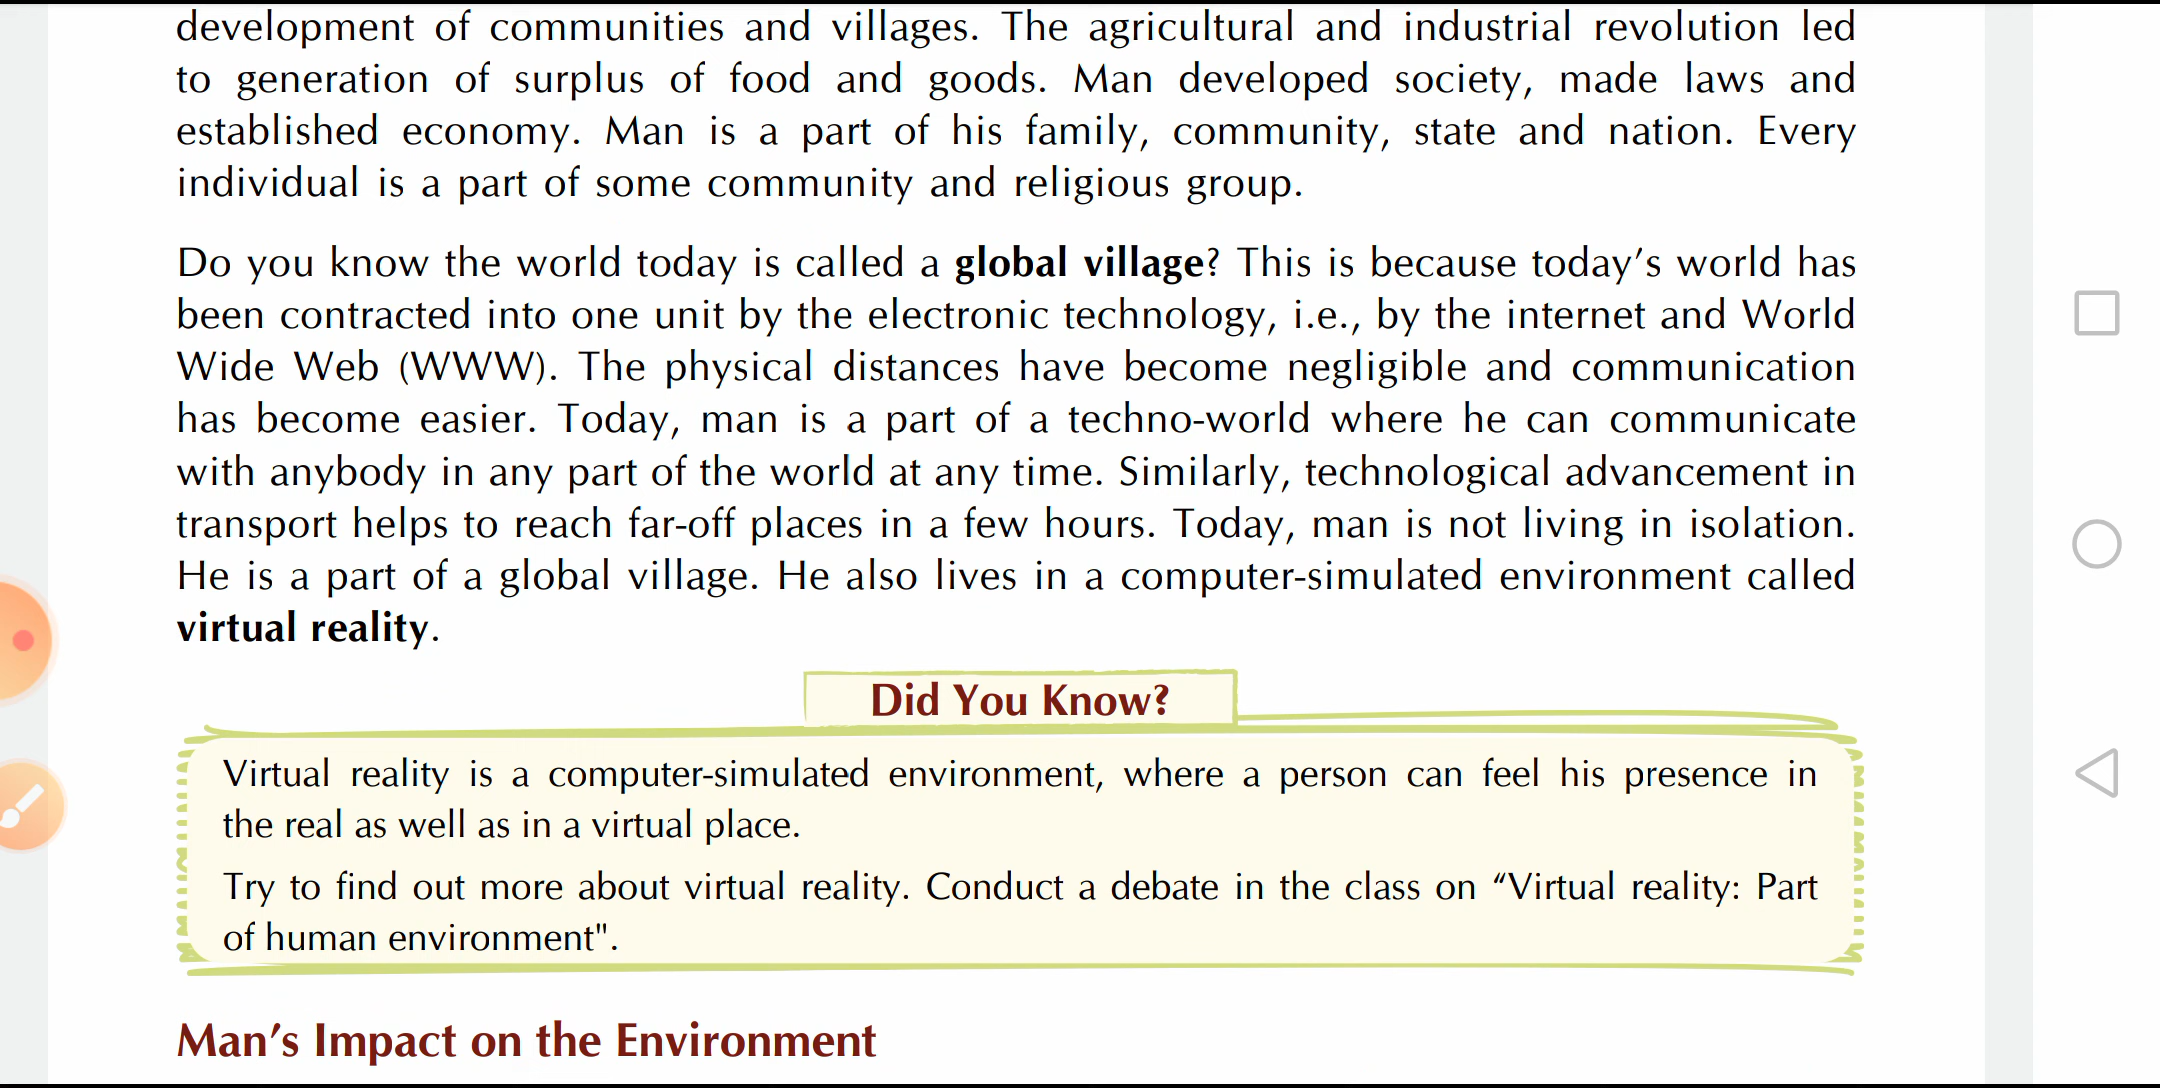 development of communities and villages. The agricultural and industrial revolution led
to generation of surplus of food and goods. Man developed society, made laws and
established economy. Man is a part of his family, community, state and nation. Every
individual is a part of some community and religious group.
Do you know the world today is called a global village? This is because today’s world has
been contracted into one unit by the electronic technology, i.e., by the internet and World
Wide Web (WWW). The physical distances have become negligible and communication
has become easier. Today, man is a part of a techno-world where he can communicate
with anybody in any part of the world at any time. Similarly, technological advancement in
transport helps to reach far-off places in a few hours. Today, man is not living in isolation.
He is a part of a global village. He also lives in a computer-simulated environment called
virtual reality.
Did You Know?
Virtual reality is a computer-simulated environment, where a person can feel his presence in
the real as well as in a virtual place.
Try to find out more about virtual reality. Conduct a debate in the class on “Virtual reality: Part
of human environment".
Man’s Impact on the Environment